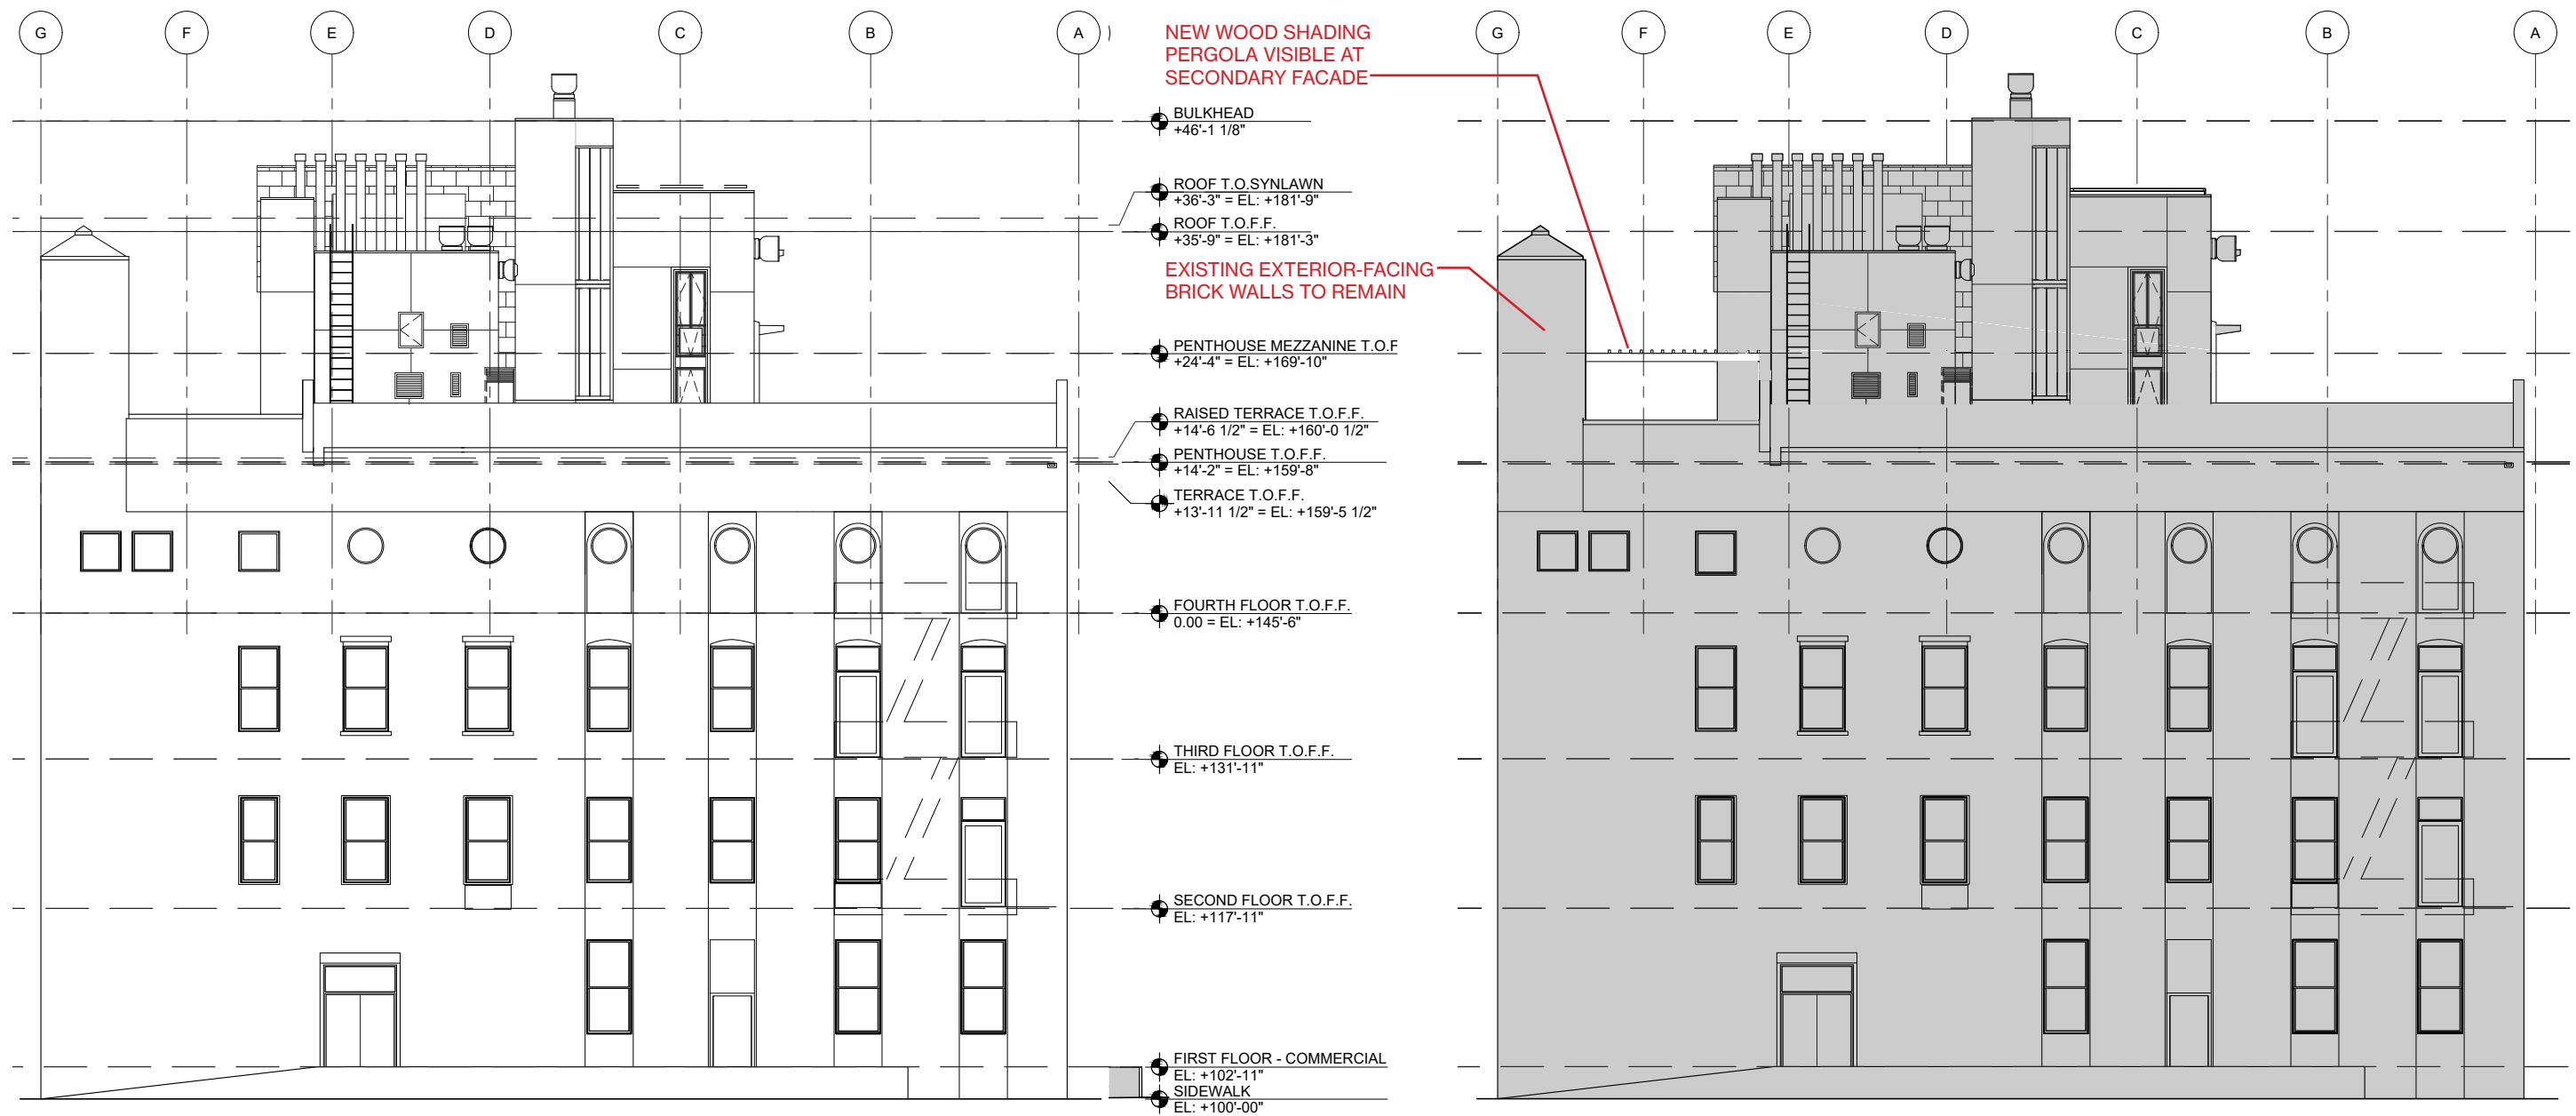 G F E D C B A )
NEW WOOD SHADING
PERGOLA VISIBLE AT
SECONDARY FACADE
G F E D C B A
BULKHEAD
+46'-1 1/8"
ROOF T.O.SYNLAWN
+36'-3" = EL: +181'-9"
ROOF T.O.F.F.
+35'-9" = EL: +181'-3"
EXISTING EXTERIOR-FACING
BRICK WALLS TO REMAIN
PENTHOUSE MEZZANINE T.O.F
+24'-4" = EL: +169'-10"
RAISED TERRACE T.O.F.F.
+14'-6 1/2" = EL: +160'-0 1/2"
PENTHOUSE T.O.F.F.
+14'-2" = EL: +159'-8"
TERRACE T.O.F.F.
+13'-11 1/2" = EL: +159'-5 1/2"
FOURTH FLOOR T.O.F.F.
0.00 = EL: +145'-6"
THIRD FLOOR T.O.F.F.
EL: +131'-11"
SECOND FLOOR T.O.F.F.
EL: +117'-11"
FIRST FLOOR - COMMERCIAL
EL: +102'-11"
SIDEWALK
EL: +100'-00"